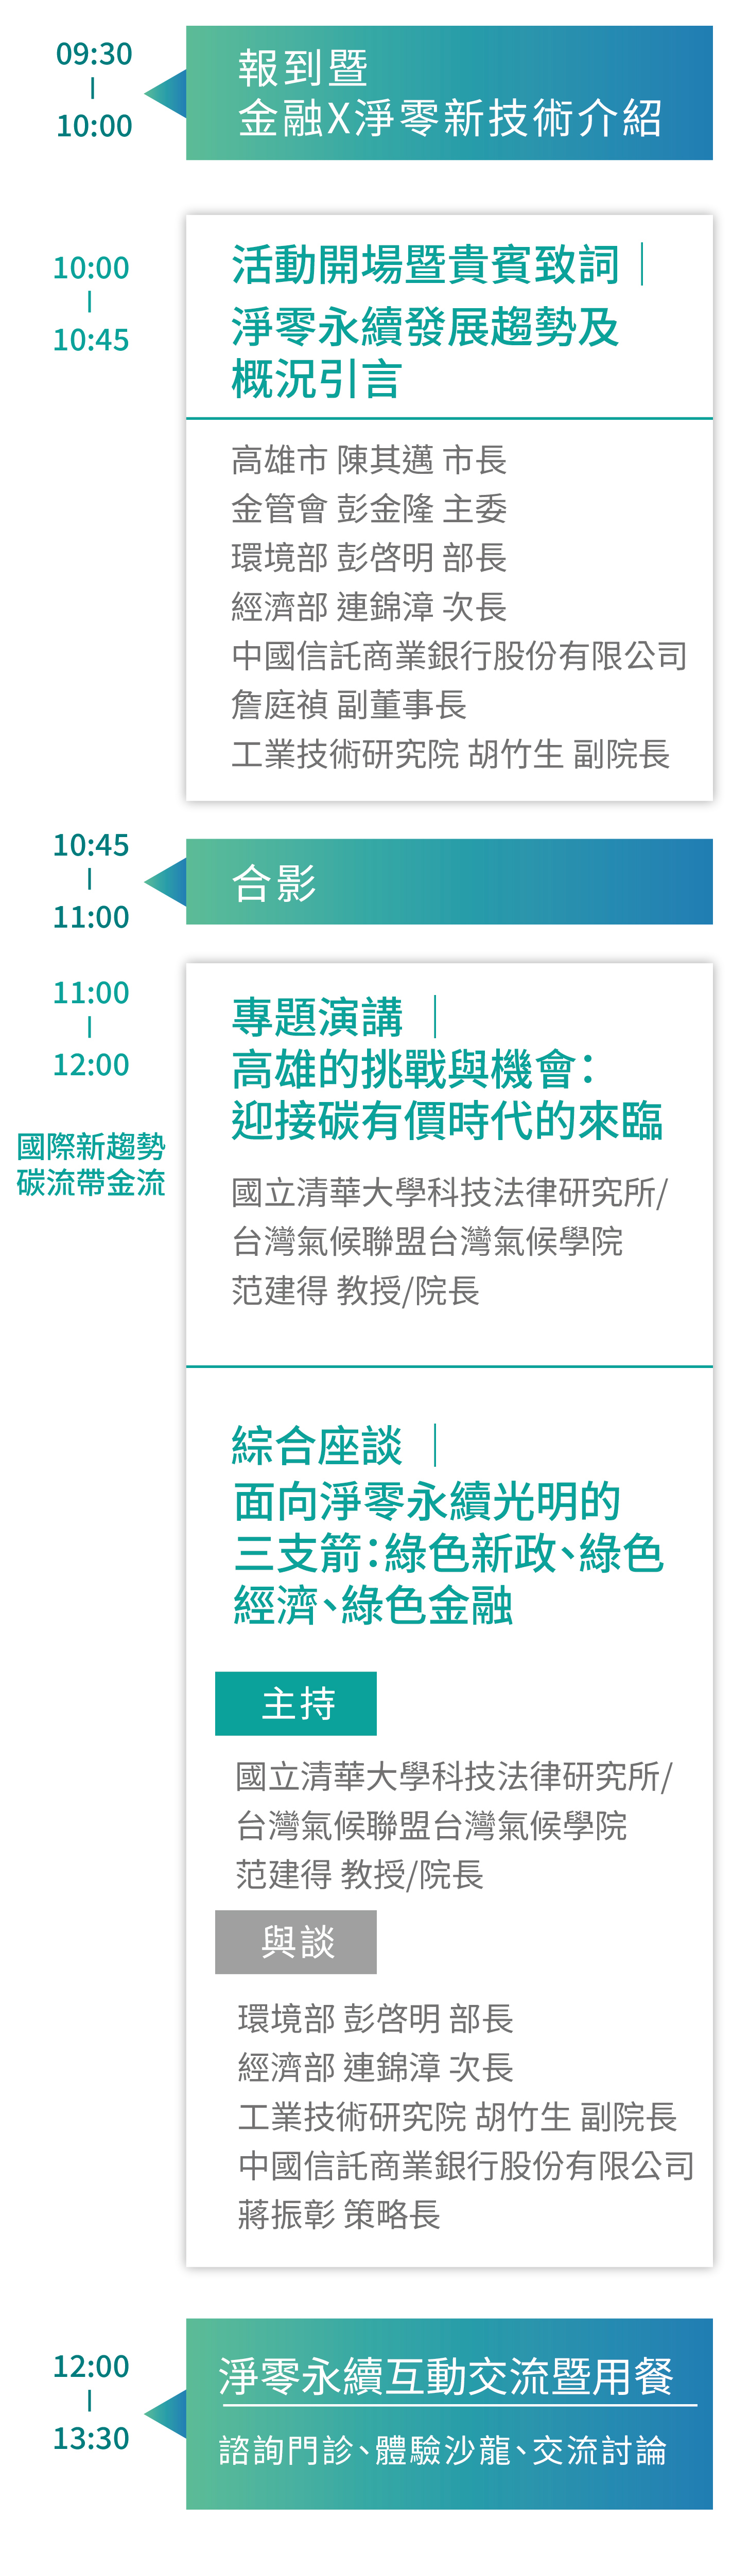 09:30
10:00
報到暨
金融X淨零新技術介紹
10:00
10:45
活動開場暨貴賓致詞｜
淨零永續發展趨勢及
概況引言
高雄市 陳其邁 市長
金管會 彭金隆 主委
環境部 彭啓明 部長
經濟部 連錦漳 次長
中國信託商業銀行股份有限公司
詹庭禎 副董事長
工業技術研究院 胡竹生 副院長
10:45
11:00
合影
11:00
12:00
國際新趨勢
碳流帶金流
專題演講｜
高雄的挑戰與機會：
迎接碳有價時代的來臨
國立清華大學科技法律研究所/
台灣氣候聯盟台灣氣候學院
范建得 教授/院長
綜合座談｜
面向淨零永續光明的
三支箭：綠色新政、綠色
經濟、綠色金融
主持
國立清華大學科技法律研究所/
台灣氣候聯盟台灣氣候學院
范建得 教授/院長
與談
環境部 彭啓明 部長
經濟部 連錦漳 次長
工業技術研究院 胡竹生 副院長
中國信託商業銀行股份有限公司
蔣振彰 策略長
12:00
13:30
淨零永續互動交流暨用餐
諮詢門診、體驗沙龍、交流討論